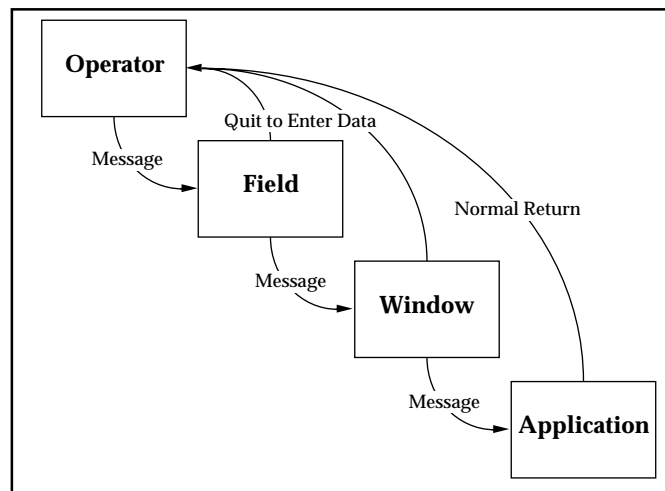 Operator
Quit to Enter Data
Message
Field
Normal Return
Message
Window
Message
Application